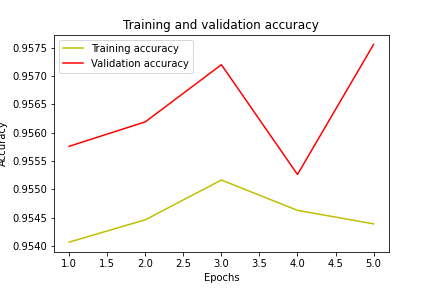 Training and validation accuracy
Training accuracy
Validation accuracy
0.9575
0.9570
0.9565
0.9560
0.9555
0.9550
0.9545
0.9540
Accuracy
1.0 1.5 2.0 2.5 3.0 3.5 4.0 4.5 5.0
Epochs